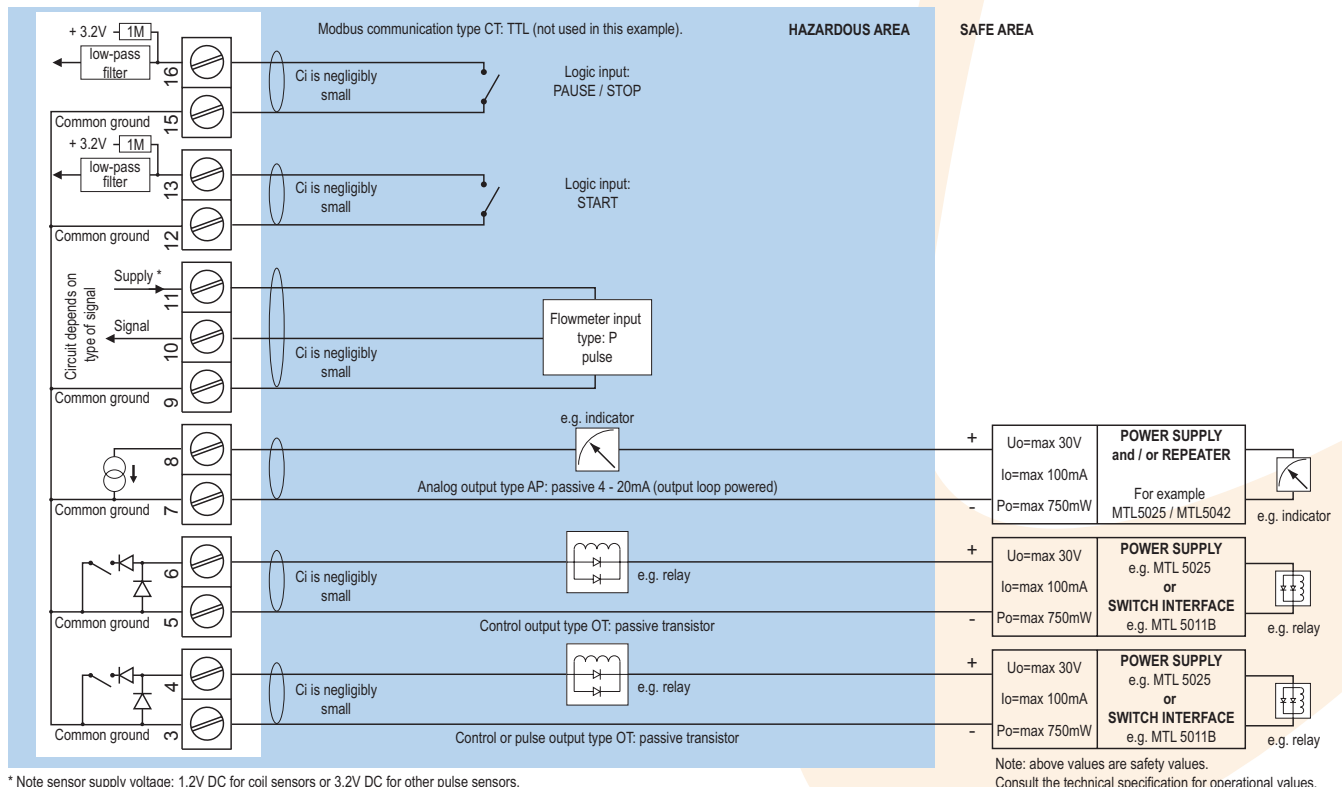 Modbus communication type CT: TTL (not used in this example).
HAZARDOUS AREA
SAFE AREA
+ 3.2V
1M
low-pass
filter
16
15
Common ground
Ci is negligibly
small
Logic input:
PAUSE / STOP
+ 3.2V
1M
low-pass
filter
13
12
Common ground
Ci is negligibly
small
Logic input:
START
Circuit depends on
type of signal
Supply *
Signal
11
10
9
Common ground
Ci is negligibly
small
Flowmeter input
type: P
pulse
8
7
Common ground
e.g. indicator
Analog output type AP: passive 4 - 20mA (output loop powered)
+
-
Uo=max 30V
Io=max 100mA
Po=max 750mW
POWER SUPPLY
and / or REPEATER
For example
MTL5025 / MTL5042
e.g. indicator
6
5
Common ground
Ci is negligibly
small
e.g. relay
Control output type OT: passive transistor
+
-
Uo=max 30V
Io=max 100mA
Po=max 750mW
POWER SUPPLY
e.g. MTL 5025
or
SWITCH INTERFACE
e.g. MTL 5011B
e.g. relay
4
3
Common ground
Ci is negligibly
small
e.g. relay
Control or pulse output type OT: passive transistor
+
-
Uo=max 30V
Io=max 100mA
Po=max 750mW
POWER SUPPLY
e.g. MTL 5025
or
SWITCH INTERFACE
e.g. MTL 5011B
e.g. relay
* Note sensor supply voltage: 1.2V DC for coil sensors or 3.2V DC for other pulse sensors.
Note: above values are safety values.
Consult the technical specification for operational values.